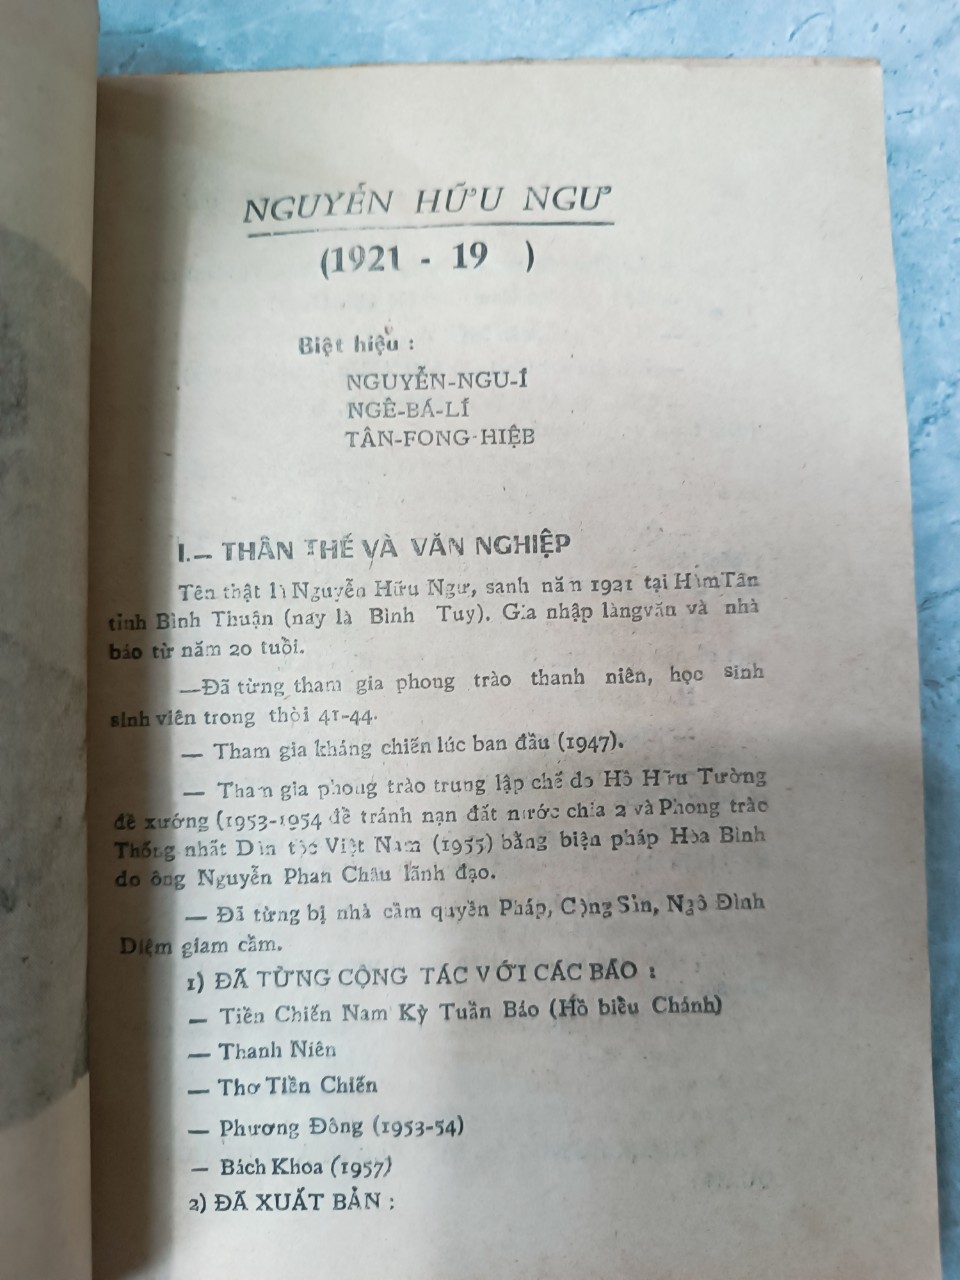 NGUYỄN HỮU NGƯ
(1921 - 19 )
Biệt hiệu :
NGUYỄN-NGU-Í
NGÊ-BÁ-LÍ
TÂN-FONG-HIỆB
I.— THÂN THẾ VÀ VĂN NGHIỆP
Tên thật là Nguyễn Hữu Ngư, sanh năm 1921 tại HàmTân
tỉnh Bình Thuận (nay là Bình Tuy). Gia nhập làngvăn và nhà
báo từ năm 20 tuổi.
—Đã từng tham gia phong trào thanh niên, học sinh
sinh viên trong thời 41-44.
— Tham gia kháng chiến lúc ban đầu (1947).
— Tham gia phong trào trung lập chế do Hồ Hữu Tường
đề xướng (1953-1954 để tránh nạn đất nước chia 2 và Phong trào
Thống nhất Dân tộc Việt Nam (1955) bằng biện pháp Hòa Bình
do ông Nguyễn Phan Châu lãnh đạo.
— Đã từng bị nhà cầm quyền Pháp, Cộng Sản, Ngô Đình
Diệm giam cầm.
1) ĐÃ TỪNG CỘNG TÁC VỚI CÁC BÁO :
— Tiền Chiến Nam Kỳ Tuần Báo (Hồ biểu Chánh)
— Thanh Niên
— Thơ Tiền Chiến
— Phương Đông (1953-54)
— Bách Khoa (1957)
2) ĐÃ XUẤT BẢN :